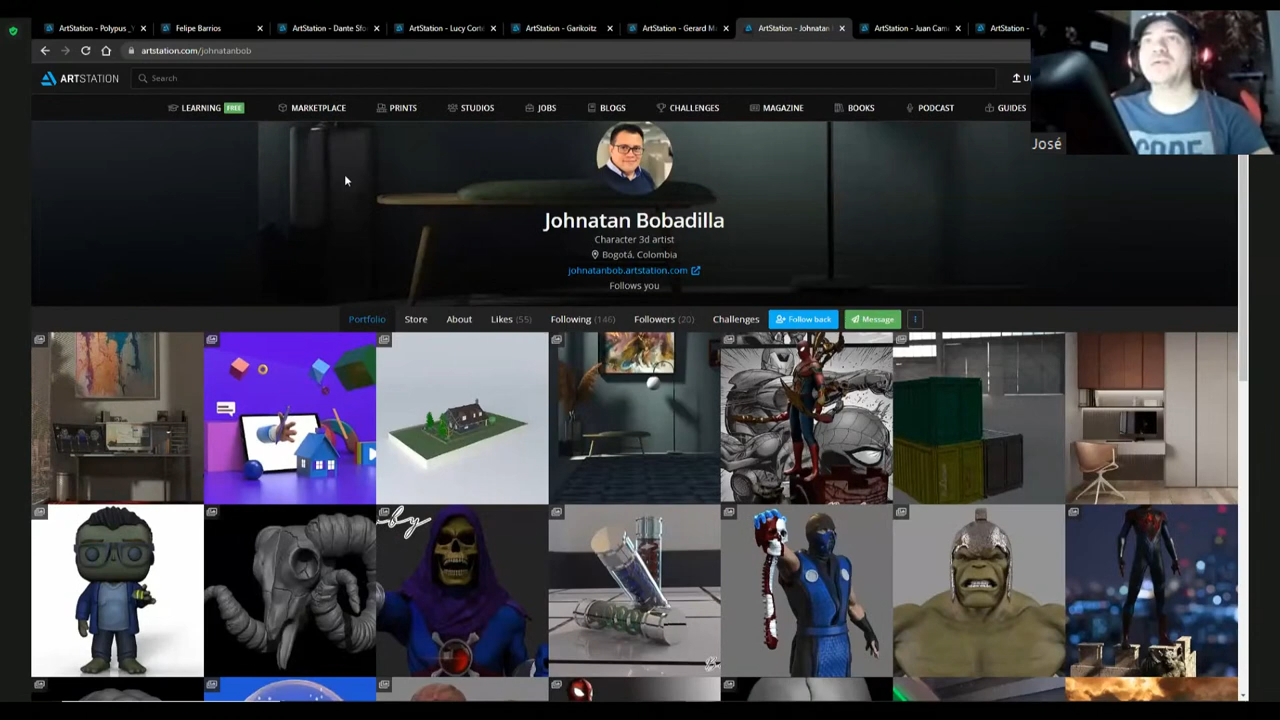 ArtStation - Polypus_
Felipe Barrios
ArtStation - Dante Sfo
ArtStation - Lucy Cort
ArtStation - Garikoitz
ArtStation - Gerard M
ArtStation - Johnatan
ArtStation - Juan Cam
ArtStation -
artstation.com/johnatanbob
ARTSTATION
Search
LEARNING FREE
MARKETPLACE
PRINTS
STUDIOS
JOBS
BLOGS
CHALLENGES
MAGAZINE
BOOKS
PODCAST
GUIDES
José
Johnatan Bobadilla
Character 3d artist
Bogotá, Colombia
johnatanbob.artstation.com
Follows you
Portfolio
Store
About
Likes (55)
Following (146)
Followers (20)
Challenges
Follow back
Message